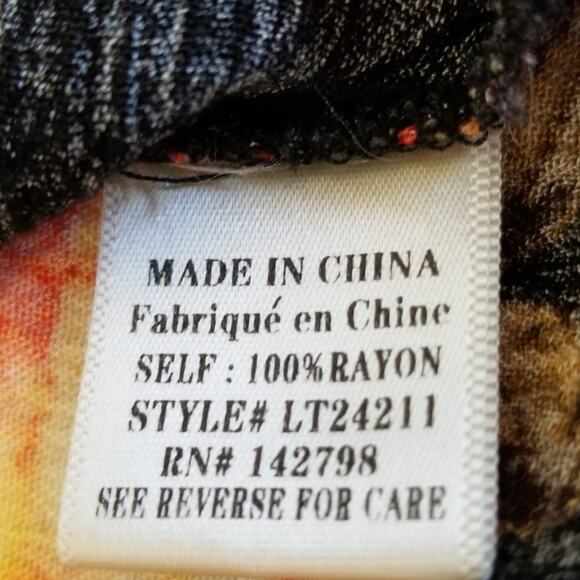 MADE IN CHINA
Fabriqué en Chine
SELF : 100% RAYON
STYLE# LT24211
RN# 142798
SEE REVERSE FOR CARE